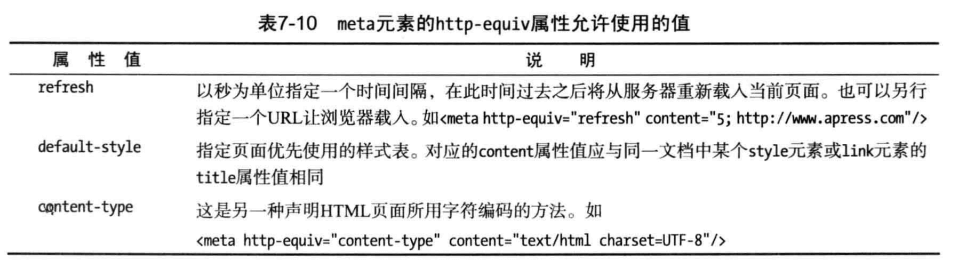 表7-10 meta元素的http-equiv属性允许使用的值
属 性 值 说 明
refresh 以秒为单位指定一个时间间隔，在此时间过去之后将从服务器重新载入当前页面。也可以另行
指定一个URL让浏览器载入。如<meta http-equiv="refresh" content="5; http://www.apress.com"/>
default-style 指定页面优先使用的样式表。对应的content属性值应与同一文档中某个style元素或link元素的
title属性值相同
content-type 这是另一种声明HTML页面所用字符编码的方法。如
<meta http-equiv="content-type" content="text/html charset=UTF-8"/>